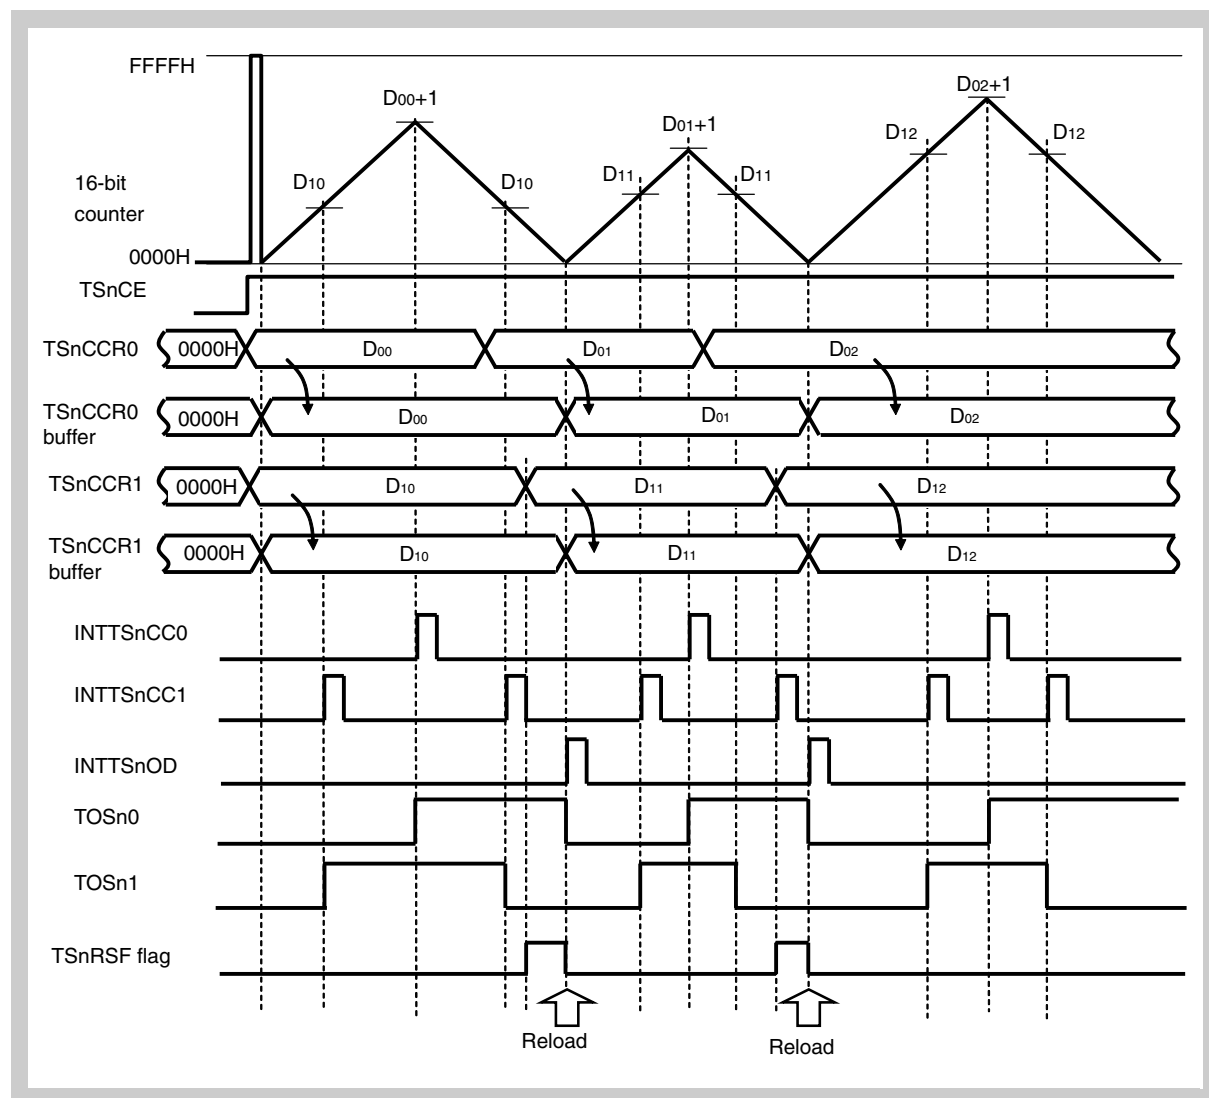 FFFFH
D00+1
D01+1
D02+1
D10
D10
D11
D11
D12
D12
16-bit
counter
0000H
TSnCE
TSnCCR0
0000H
D00
D01
D02
TSnCCR0
buffer
0000H
D00
D01
D02
TSnCCR1
0000H
D10
D11
D12
TSnCCR1
buffer
0000H
D10
D11
D12
INTTSnCC0
INTTSnCC1
INTTSnOD
TOSn0
TOSn1
TSnRSF flag
Reload
Reload